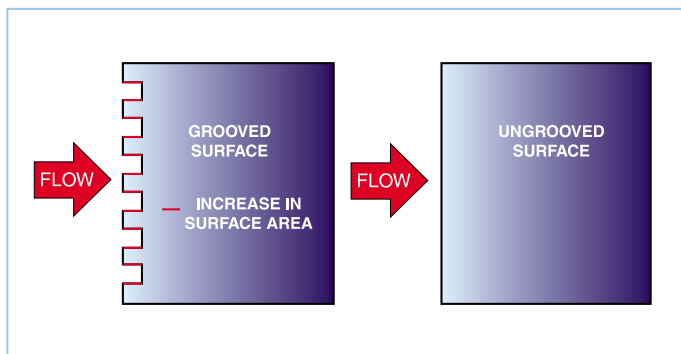 FLOW
GROOVED
SURFACE
INCREASE IN
SURFACE AREA
FLOW
UNGROOVED
SURFACE